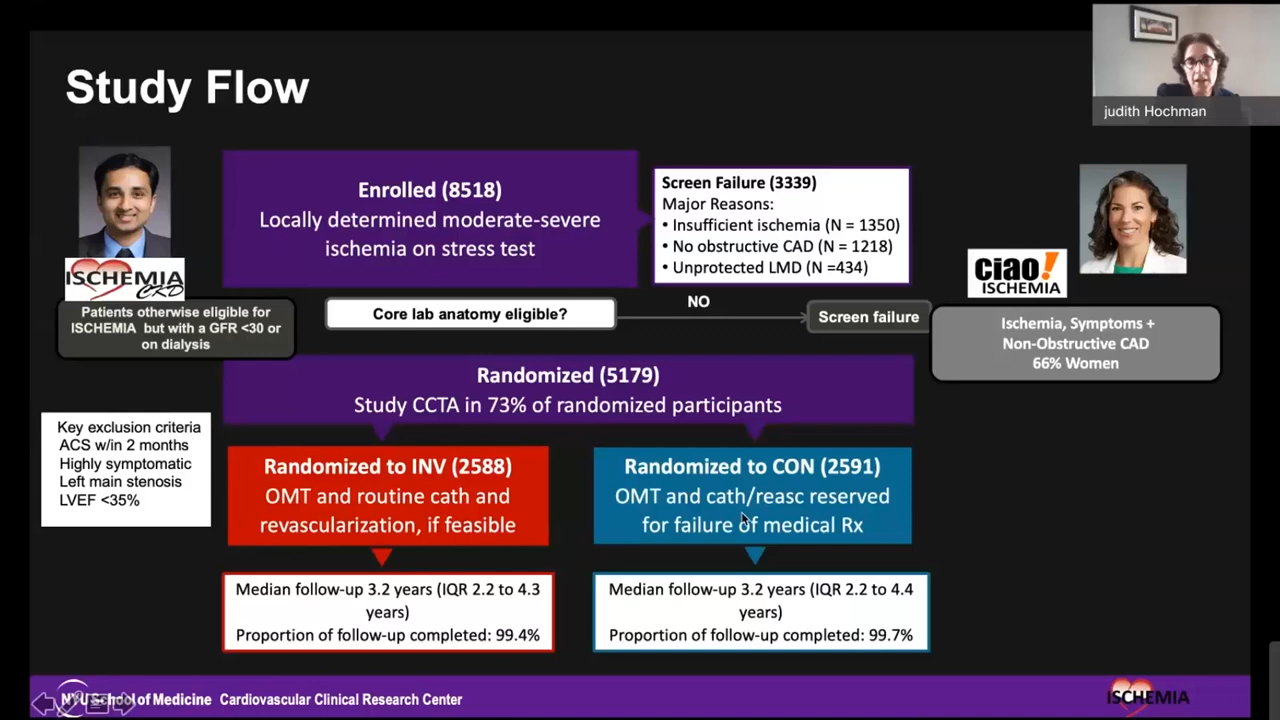 Study Flow
judith Hochman
Enrolled (8518)
Locally determined moderate-severe
ischemia on stress test
Screen Failure (3339)
Major Reasons:
• Insufficient ischemia (N = 1350)
• No obstructive CAD (N = 1218)
• Unprotected LMD (N =434)
ISCHEMIA
CKD
Patients otherwise eligible for
ISCHEMIA but with a GFR <30 or
on dialysis
Core lab anatomy eligible?
NO
Screen failure
ciao!
ISCHEMIA
Ischemia, Symptoms +
Non-Obstructive CAD
66% Women
Randomized (5179)
Study CCTA in 73% of randomized participants
Key exclusion criteria
ACS w/in 2 months
Highly symptomatic
Left main stenosis
LVEF <35%
Randomized to INV (2588)
OMT and routine cath and
revascularization, if feasible
Randomized to CON (2591)
OMT and cath/reasc reserved
for failure of medical Rx
Median follow-up 3.2 years (IQR 2.2 to 4.3
years)
Proportion of follow-up completed: 99.4%
Median follow-up 3.2 years (IQR 2.2 to 4.4
years)
Proportion of follow-up completed: 99.7%
NYU School of Medicine Cardiovascular Clinical Research Center
ISCHEMIA